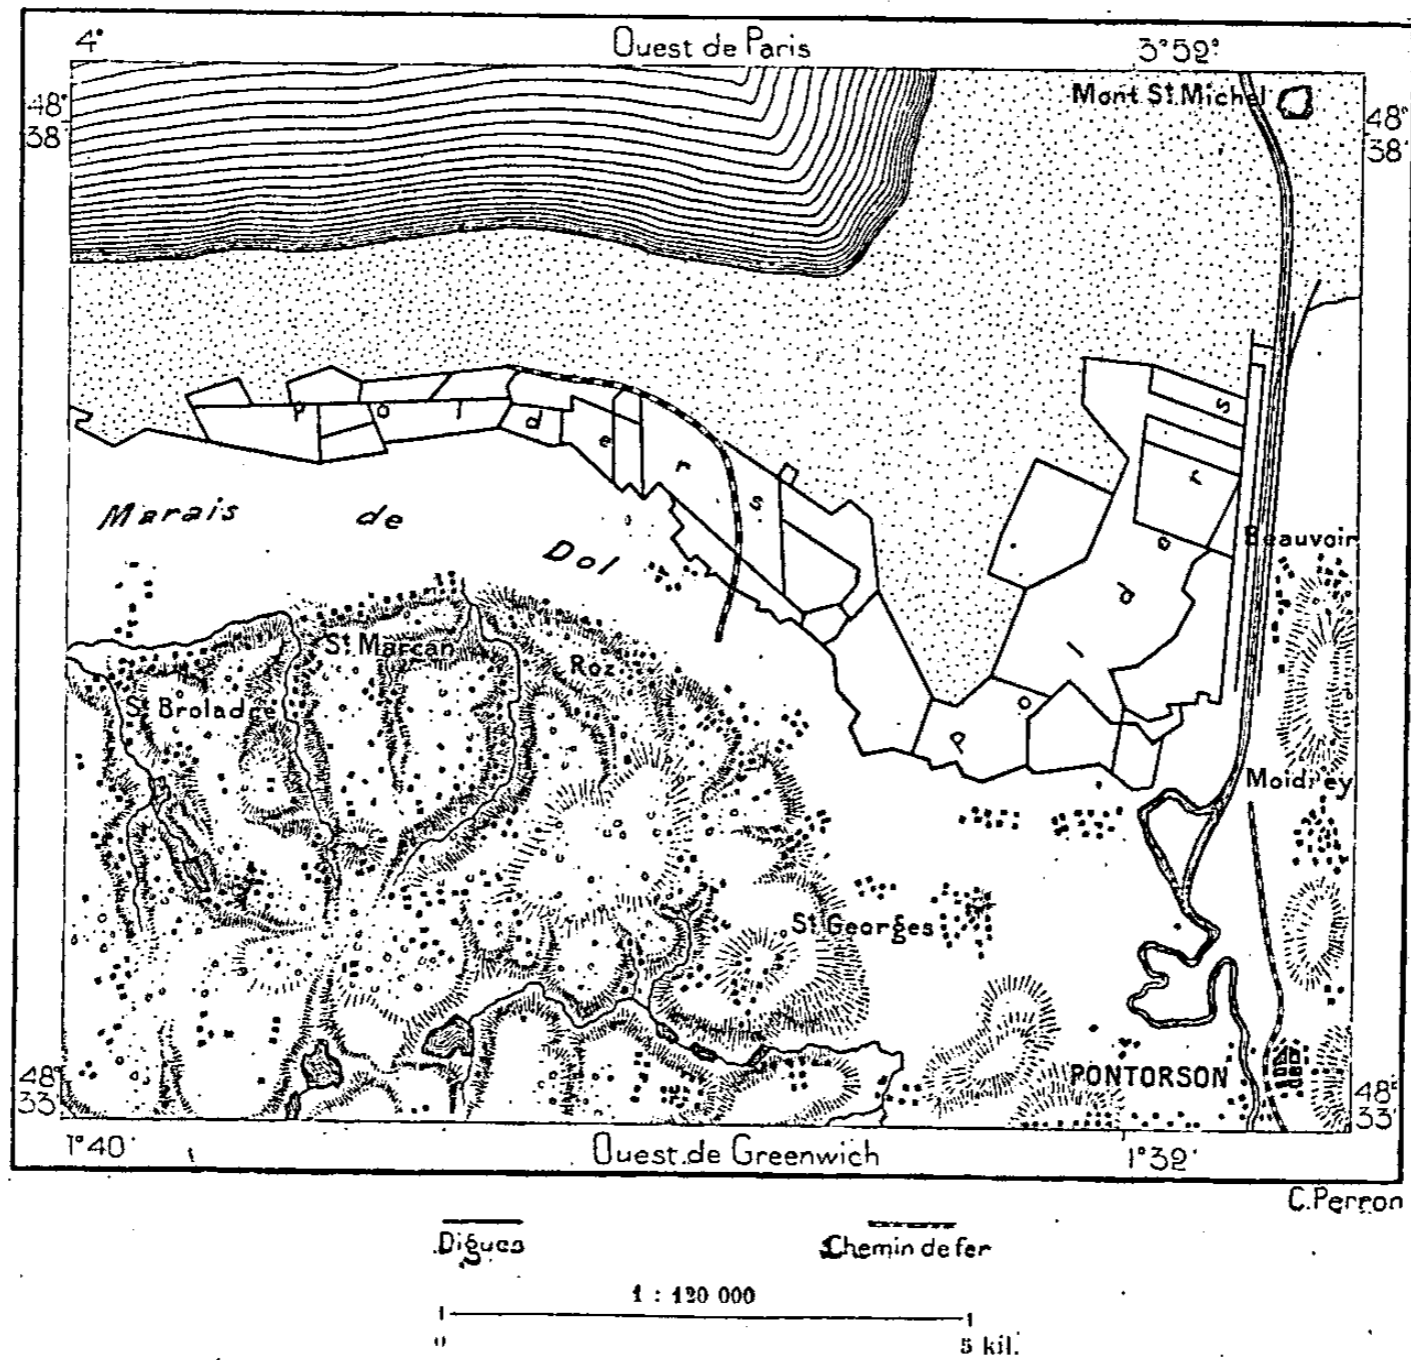 4° Ouest de Paris 3°52'
Mont St. Michel
48° 38'
48° 38'
Polders
Polders
Marais de Dol
Beauvoir
St. Marcan
Roz
St. Broladre
Moidrey
St. Georges
PONTORSON
48° 33'
48° 33'
1°40' Ouest de Greenwich 1°32'
C. Perron
Digues Chemin de fer
1 : 120 000
0 5 kil.